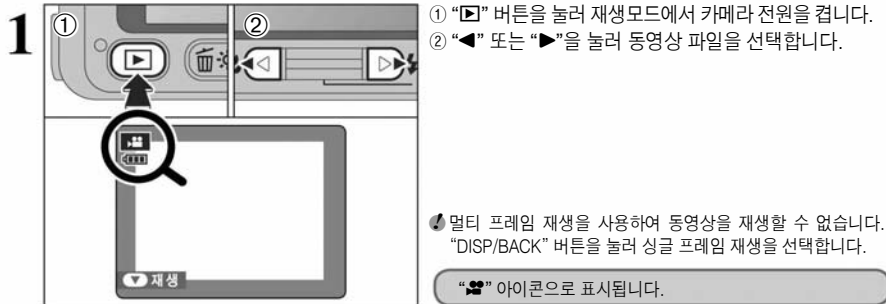 1
① ②
▼ 재생
① “▶” 버튼을 눌러 재생모드에서 카메라 전원을 켭니다.
② “◀” 또는 “▶”을 눌러 동영상 파일을 선택합니다.
멀티 프레임 재생을 사용하여 동영상을 재생할 수 없습니다.
“DISP/BACK” 버튼을 눌러 싱글 프레임 재생을 선택합니다.
“🎥” 아이콘으로 표시됩니다.